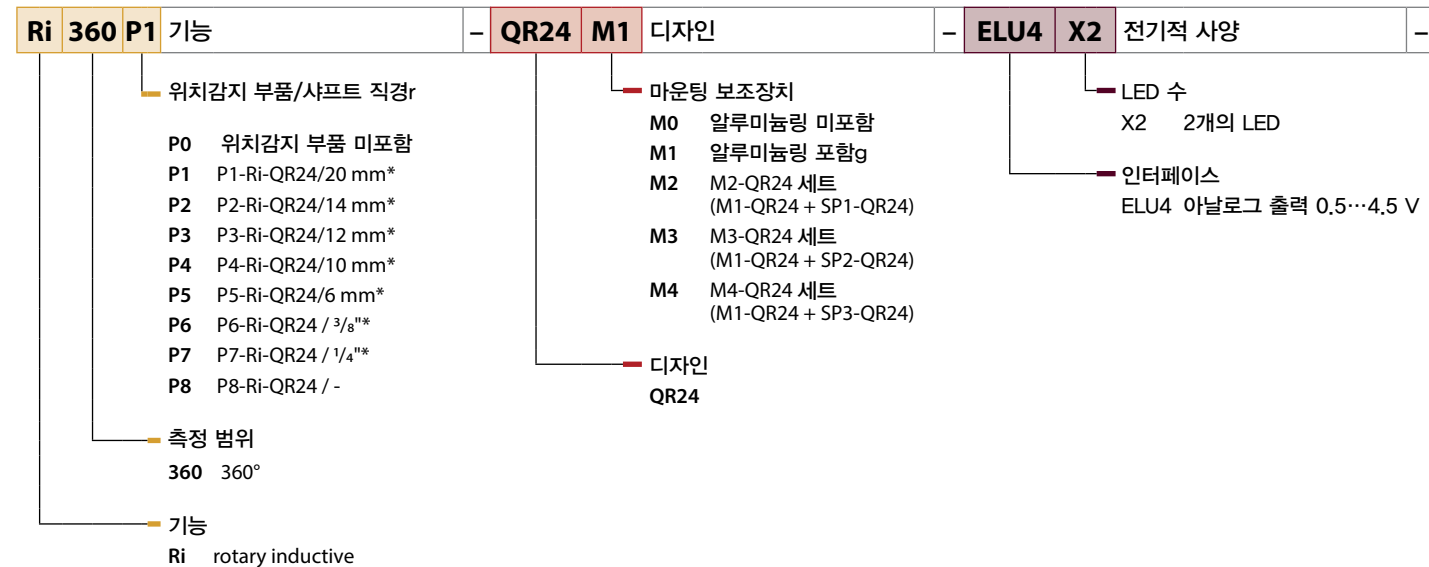 Ri 360 P1 기능 – QR24 M1 디자인 – ELU4 X2 전기적 사양 –
위치감지 부품/샤프트 직경r
P0 위치감지 부품 미포함
P1 P1-Ri-QR24/20 mm*
P2 P2-Ri-QR24/14 mm*
P3 P3-Ri-QR24/12 mm*
P4 P4-Ri-QR24/10 mm*
P5 P5-Ri-QR24/6 mm*
P6 P6-Ri-QR24 / ³/₈"*
P7 P7-Ri-QR24 / ¹/₄"*
P8 P8-Ri-QR24 / -
측정 범위
360 360°
기능
Ri rotary inductive
마운팅 보조장치
M0 알루미늄링 미포함
M1 알루미늄링 포함g
M2 M2-QR24 세트
(M1-QR24 + SP1-QR24)
M3 M3-QR24 세트
(M1-QR24 + SP2-QR24)
M4 M4-QR24 세트
(M1-QR24 + SP3-QR24)
디자인
QR24
LED 수
X2 2개의 LED
인터페이스
ELU4 아날로그 출력 0.5…4.5 V